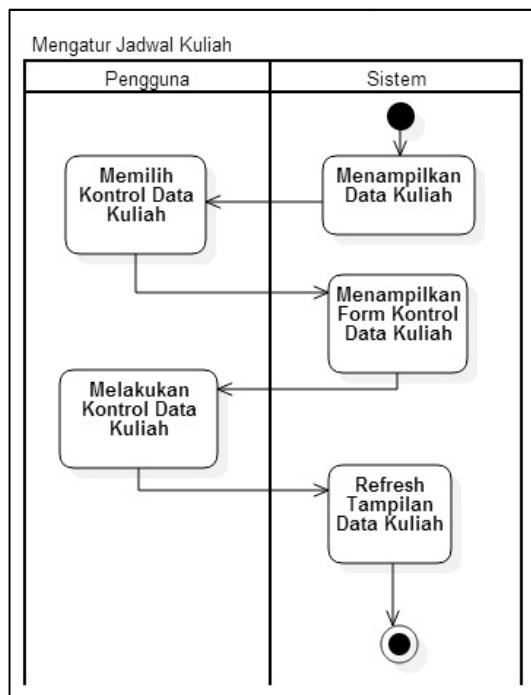 Mengatur Jadwal Kuliah
Pengguna
Sistem
Menampilkan
Data Kuliah
Memilih
Kontrol Data
Kuliah
Menampilkan
Form Kontrol
Data Kuliah
Melakukan
Kontrol Data
Kuliah
Refresh
Tampilan
Data Kuliah